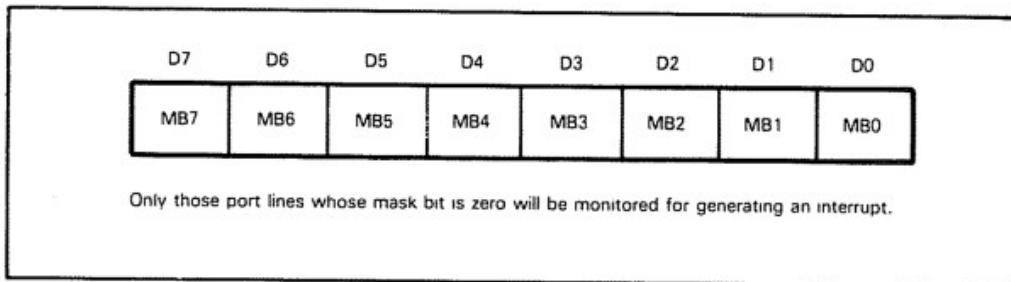 D7 D6 D5 D4 D3 D2 D1 D0
MB7 MB6 MB5 MB4 MB3 MB2 MB1 MB0
Only those port lines whose mask bit is zero will be monitored for generating an interrupt.